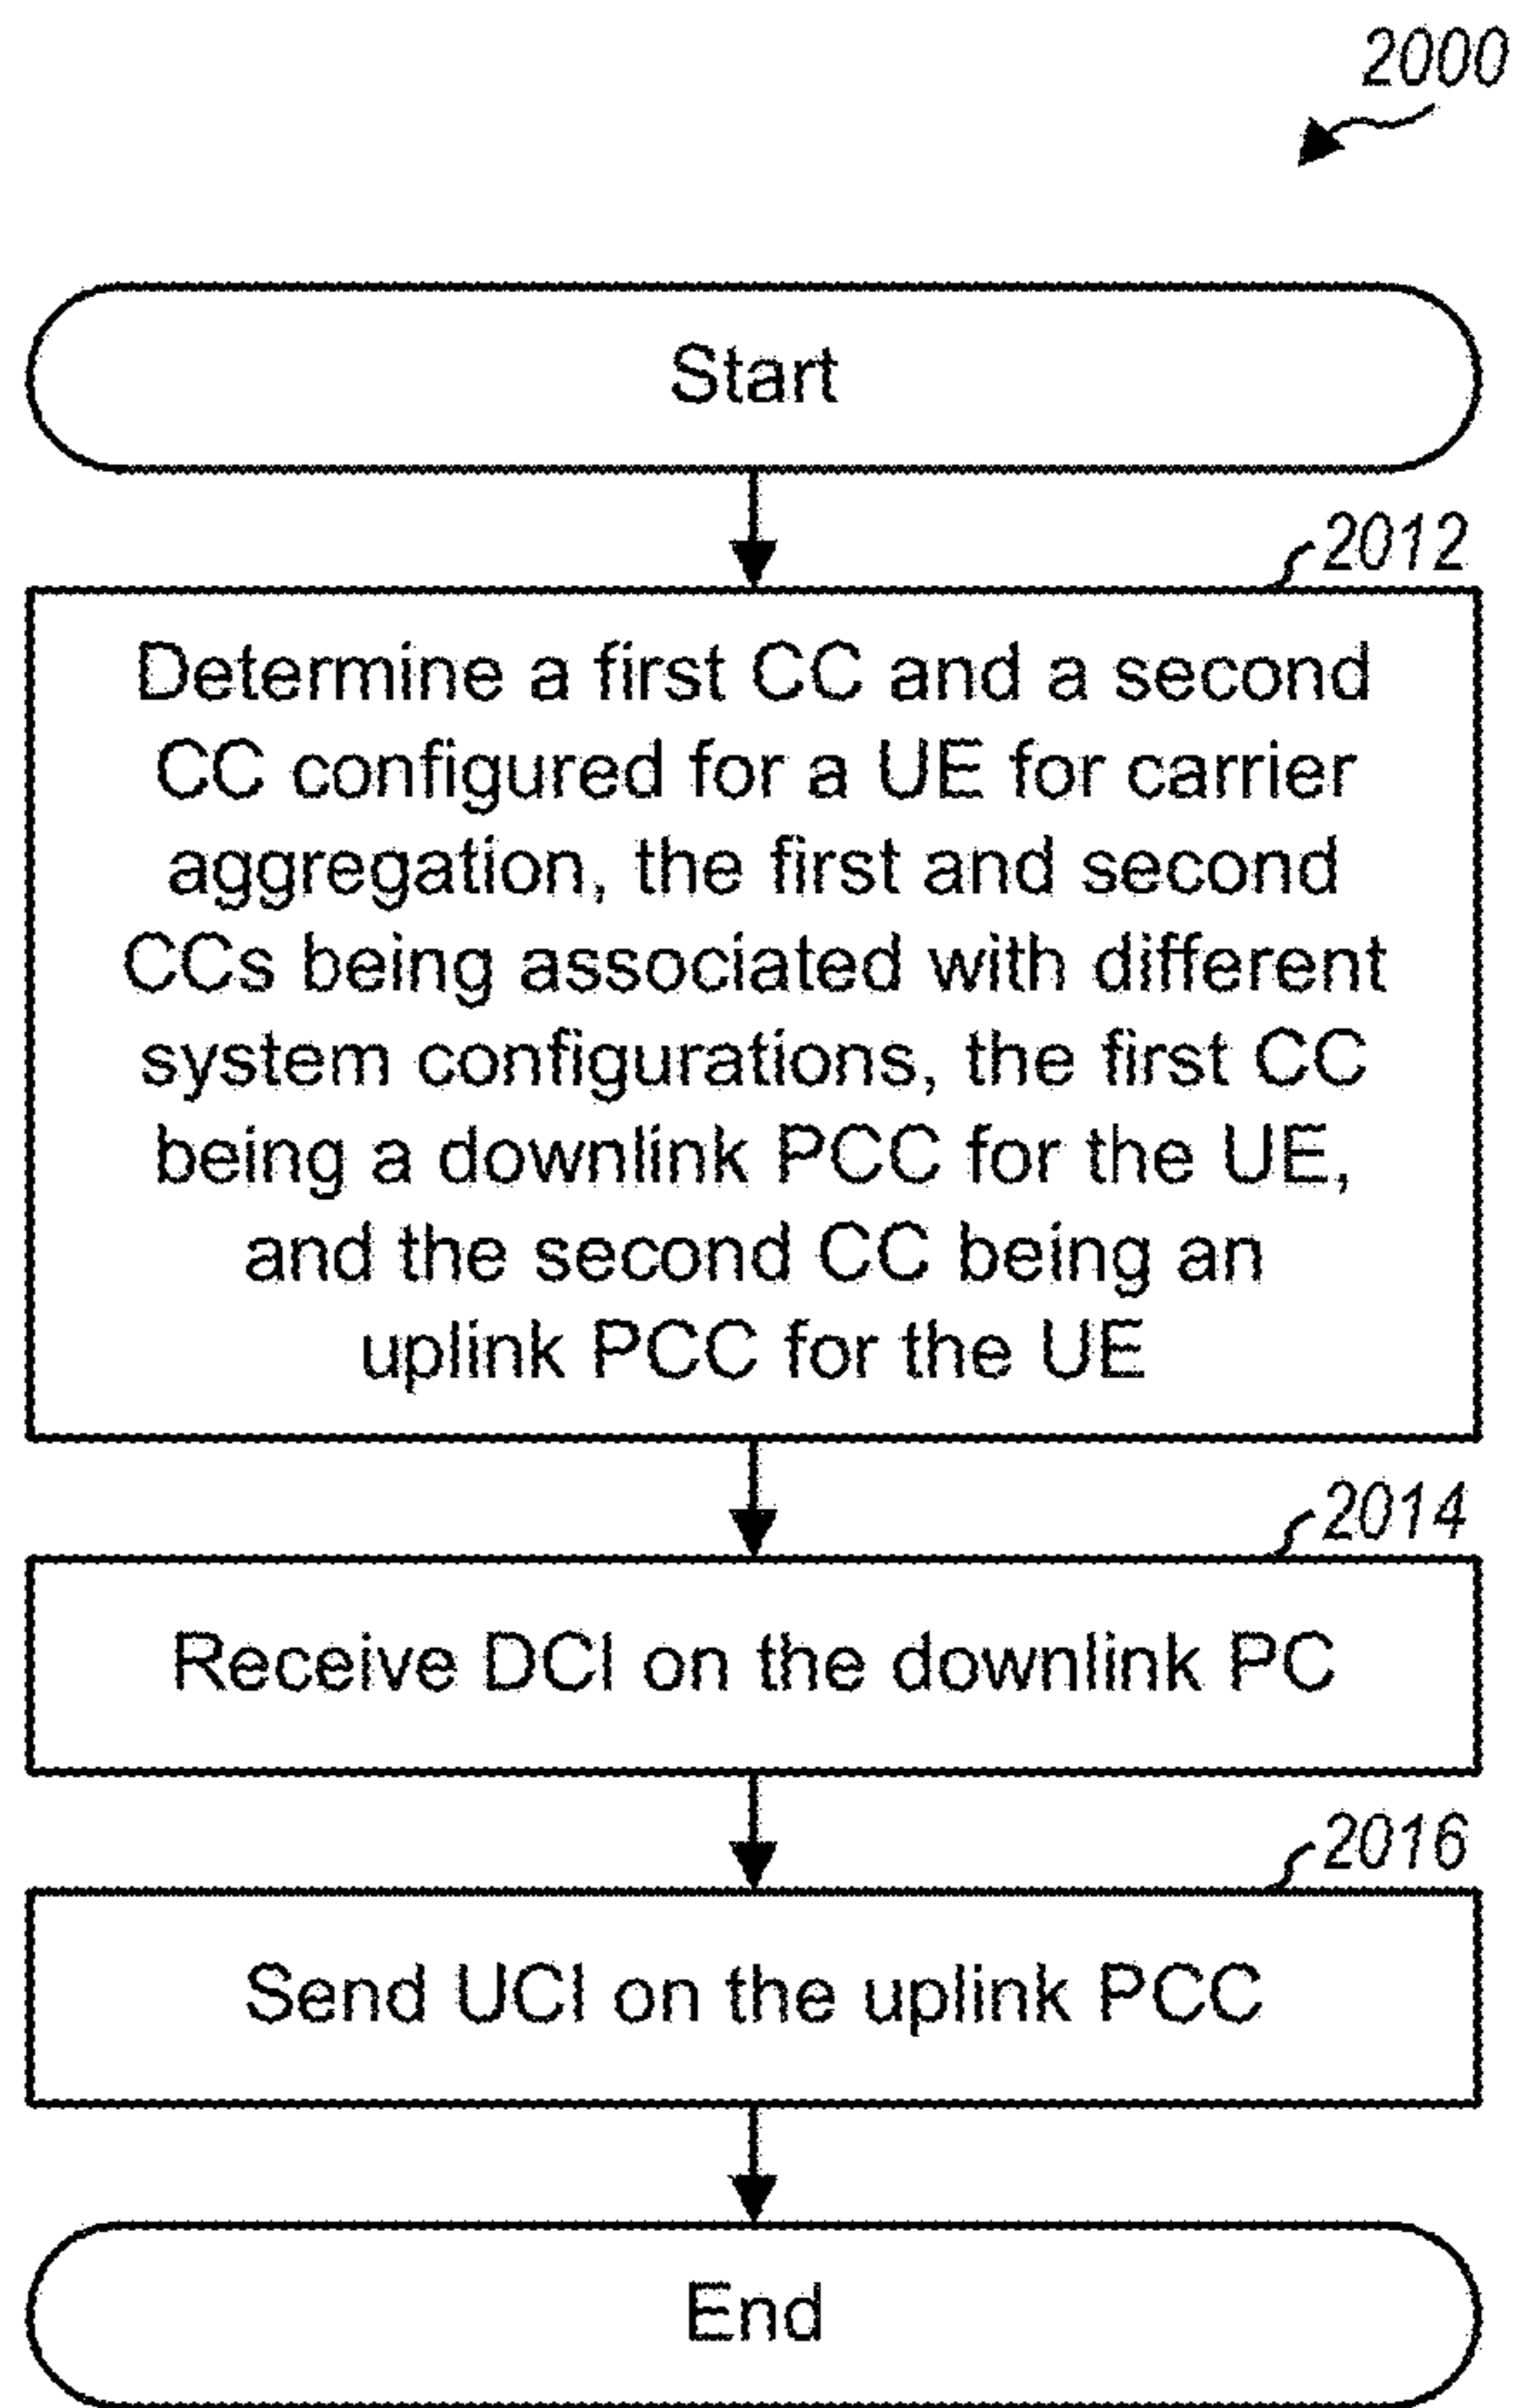 2000
Start
2012
Determine a first CC and a second
CC configured for a UE for carrier
aggregation, the first and second
CCs being associated with different
system configurations, the first CC
being a downlink PCC for the UE,
and the second CC being an
uplink PCC for the UE
2014
Receive DCI on the downlink PC
2016
Send UCI on the uplink PCC
End